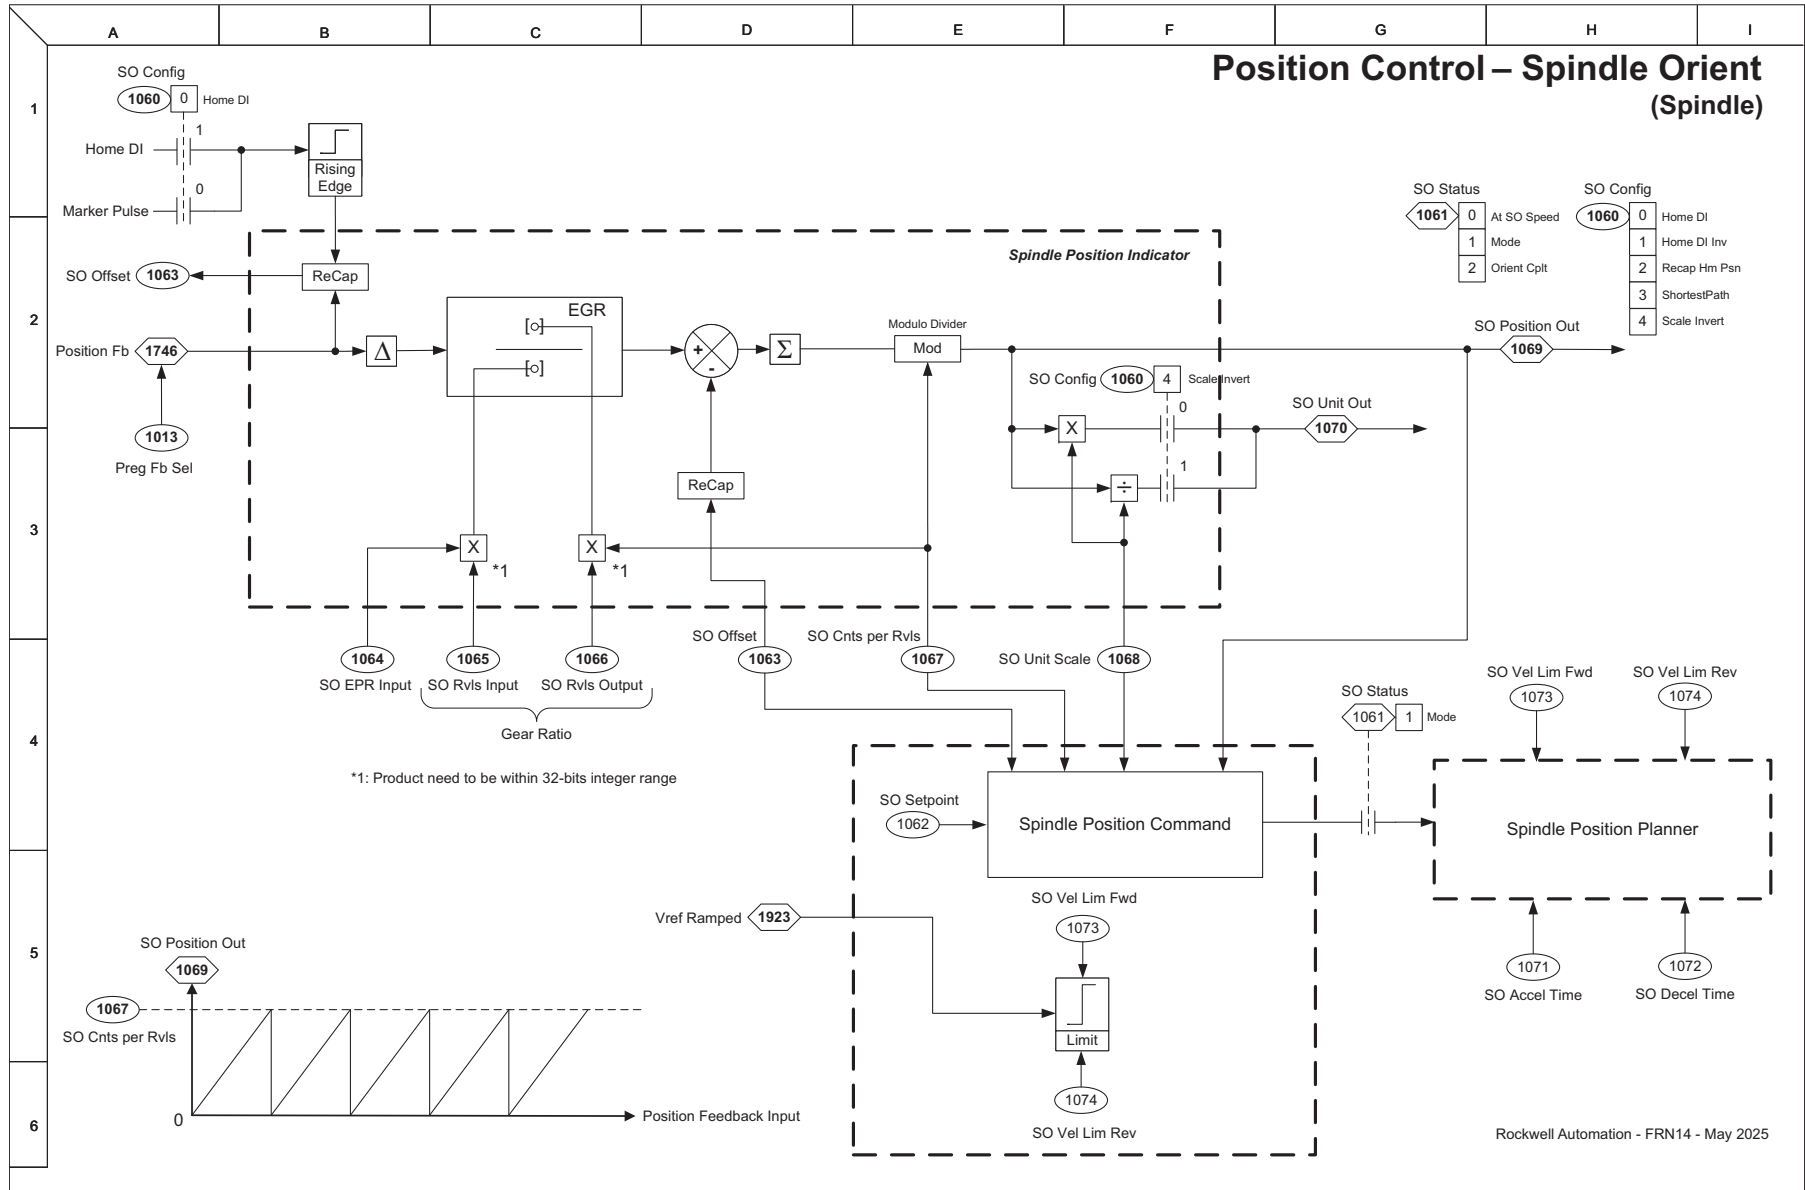 A B C D E F G H I
Position Control – Spindle Orient
(Spindle)
1
SO Config
1060 0 Home DI
1
Home DI
Rising
Edge
0
Marker Pulse
SO Status
1061 0 At SO Speed
1 Mode
2 Orient Cplt
SO Config
1060 0 Home DI
1 Home DI Inv
2 Recap Hm Psn
3 ShortestPath
4 Scale Invert
2
Spindle Position Indicator
SO Offset 1063
ReCap
EGR
Position Fb 1746
Δ
+
-
Σ
Modulo Divider
Mod
SO Position Out
1069
SO Config 1060 4 Scale Invert
0
X
SO Unit Out
1070
1013
Preg Fb Sel
1
÷
3
ReCap
X
*1
X
*1
SO Offset
1063
SO Cnts per Rvls
1067
SO Unit Scale 1068
1064
SO EPR Input
1065
SO Rvls Input
1066
SO Rvls Output
Gear Ratio
4
SO Status
1061 1 Mode
SO Vel Lim Fwd
1073
SO Vel Lim Rev
1074
*1: Product need to be within 32-bits integer range
SO Setpoint
1062
Spindle Position Command
Spindle Position Planner
5
Vref Ramped 1923
SO Vel Lim Fwd
1073
Limit
1074
SO Vel Lim Rev
1071
SO Accel Time
1072
SO Decel Time
SO Position Out
1069
1067
SO Cnts per Rvls
0
Position Feedback Input
6
Rockwell Automation - FRN14 - May 2025